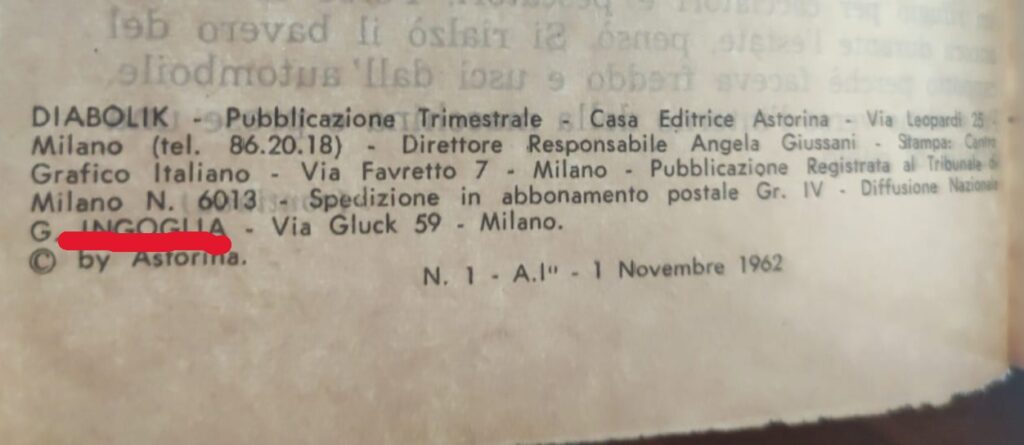 DIABOLIK - Pubblicazione Trimestrale - Casa Editrice Astorina - Via Leopardi 25 -
Milano (tel. 86.20.18) - Direttore Responsabile Angela Giussani - Stampa: Centro
Grafico Italiano - Via Favretto 7 - Milano - Pubblicazione Registrata al Tribunale di
Milano N. 6013 - Spedizione in abbonamento postale Gr. IV - Diffusione Nazionale
G. INGOGLIA - Via Gluck 59 - Milano.
© by Astorina.
N. 1 - A.I" - 1 Novembre 1962